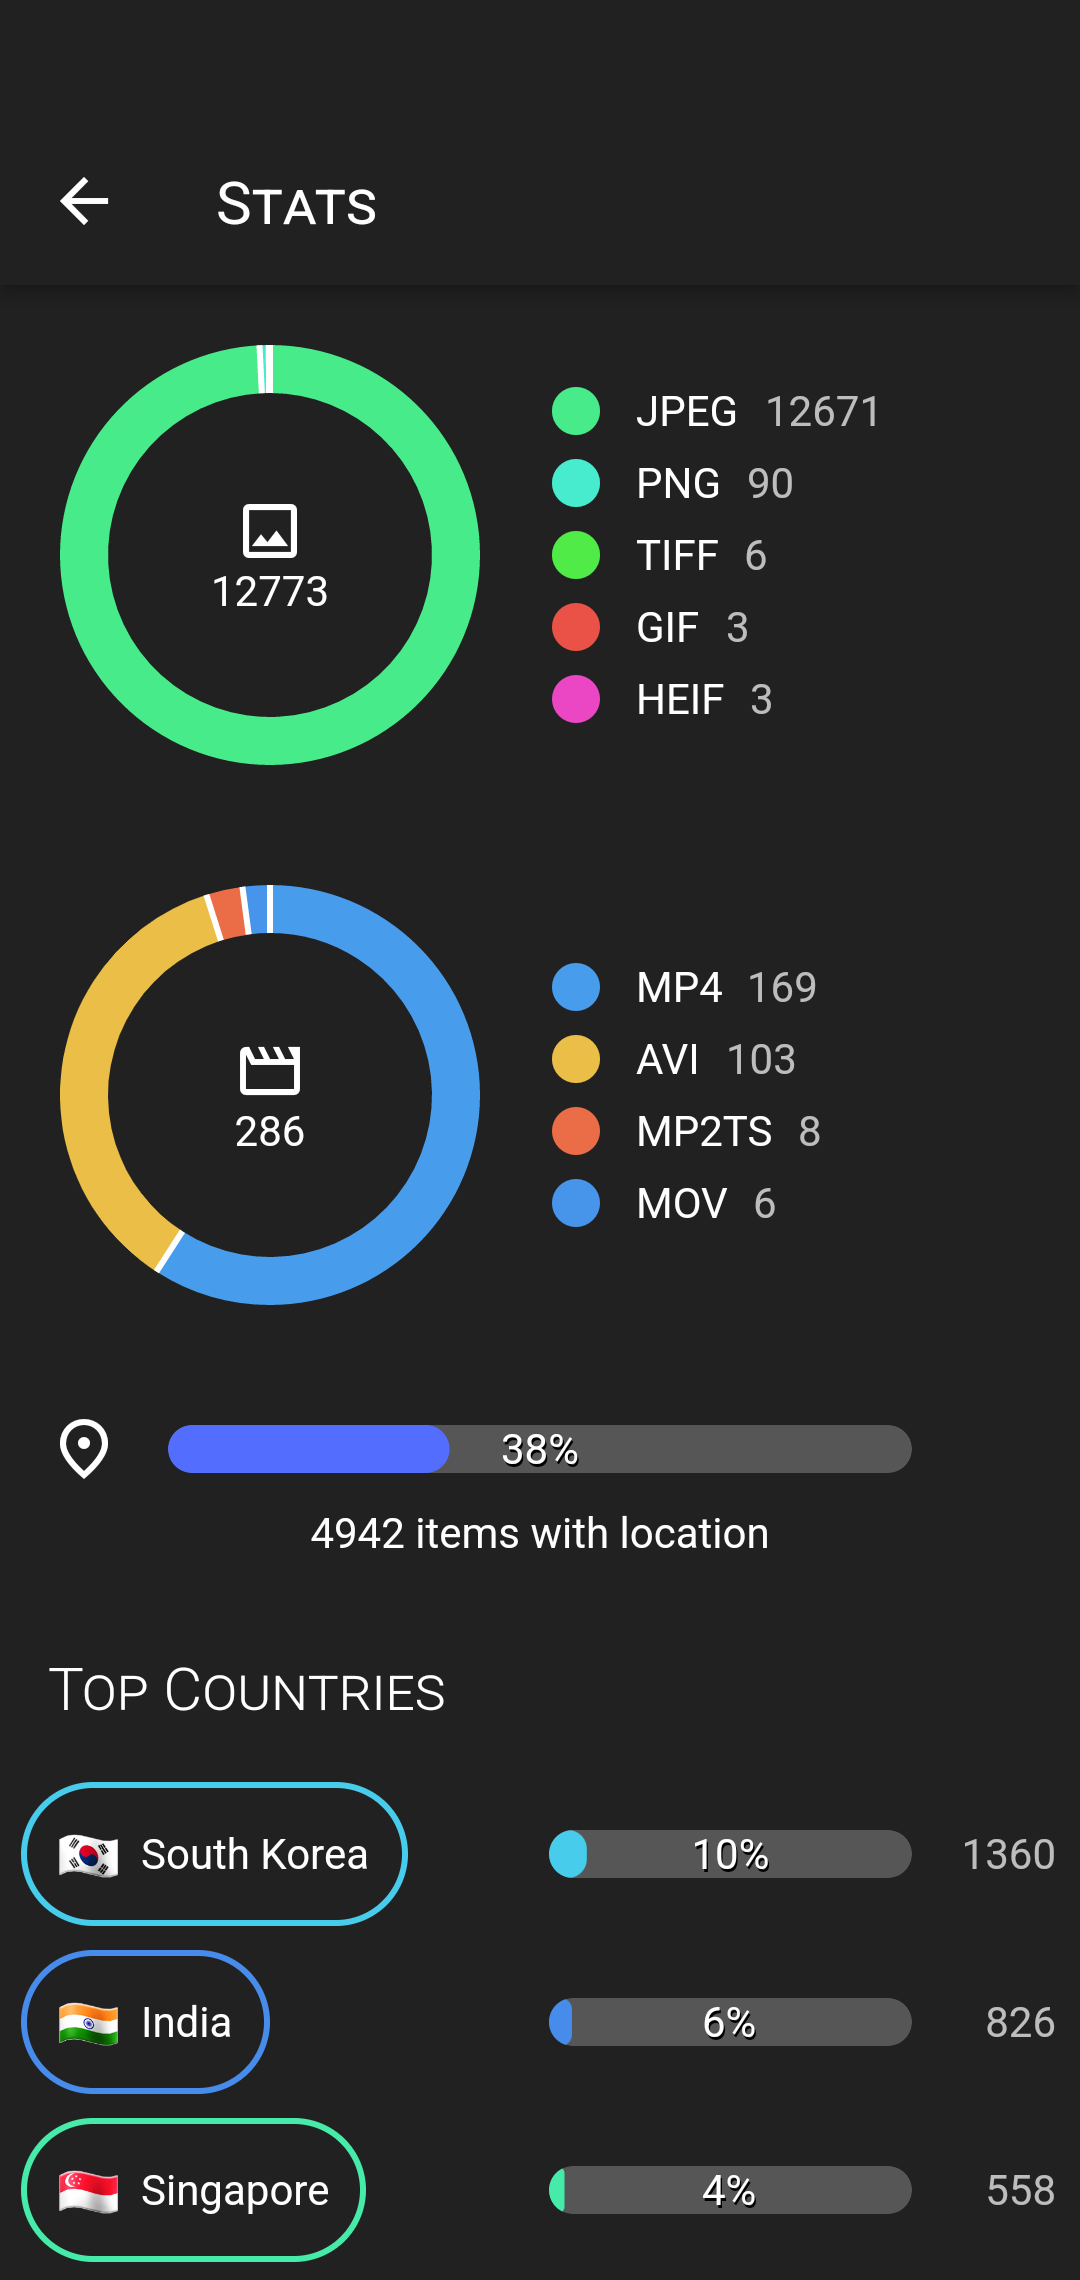 Stats
JPEG 12671
PNG 90
TIFF 6
GIF 3
HEIF 3
12773
MP4 169
AVI 103
MP2TS 8
MOV 6
286
38%
4942 items with location
Top Countries
South Korea 10% 1360
India 6% 826
Singapore 4% 558